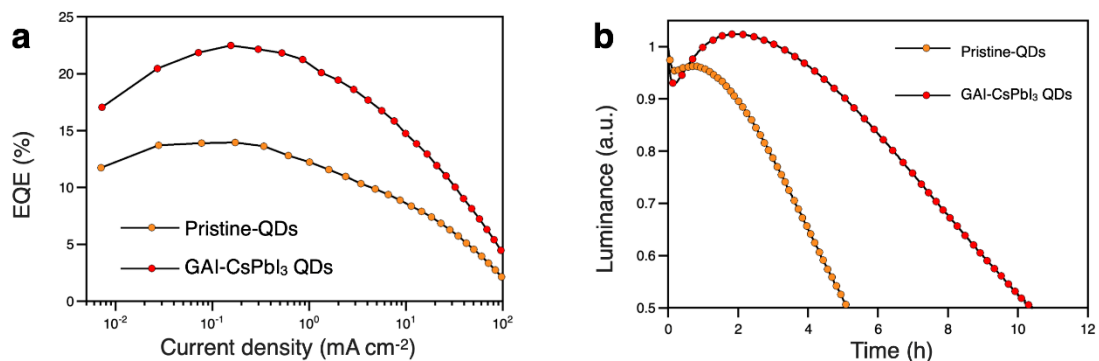 a
25
20
15
10
5
0
EQE (%)
Pristine-QDs
GAI-CsPbI₃ QDs
10⁻²
10⁻¹
10⁰
10¹
10²
Current density (mA cm⁻²)
b
1
0.9
0.8
0.7
0.6
0.5
Luminance (a.u.)
Pristine-QDs
GAI-CsPbI₃ QDs
0
2
4
6
8
10
12
Time (h)